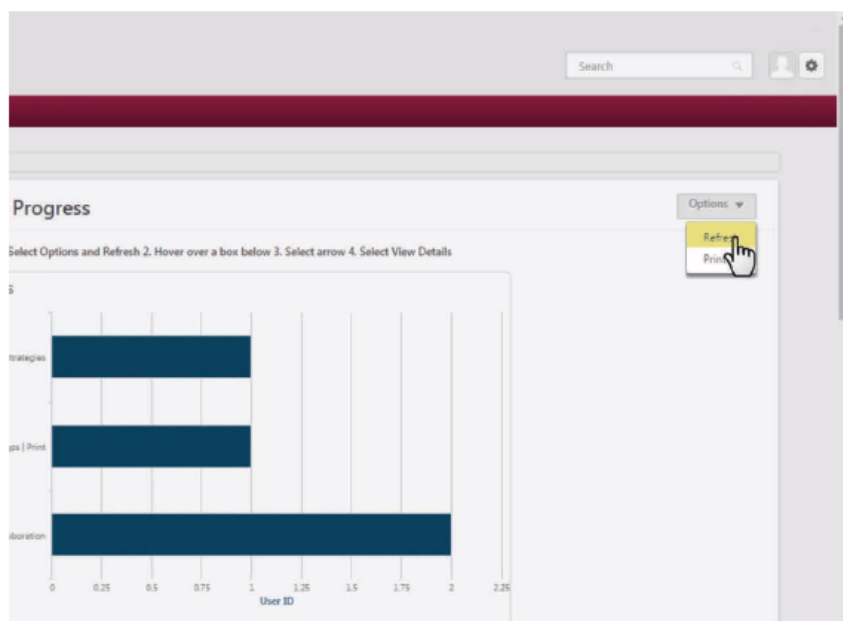 Search
Progress
Options
Select Options and Refresh 2. Hover over a box below 3. Select arrow 4. Select View Details
Refresh
Print
s
trategies
ps | Print
aboration
0 0.25 0.5 0.75 1 1.25 1.5 1.75 2 2.25
User ID